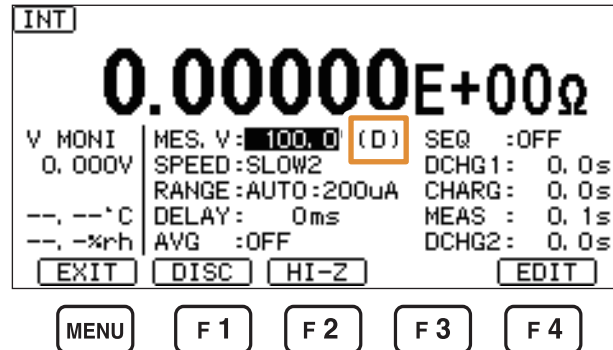 INT
0.00000E+00Ω
V MONI MES. V: 100.0 (D) SEQ :OFF
0.000V SPEED:SLOW2 DCHG1: 0.0s
RANGE:AUTO:200uA CHARG: 0.0s
--.--°C DELAY: 0ms MEAS : 0.1s
--.-%rh AVG :OFF DCHG2: 0.0s
EXIT DISC HI-Z EDIT
MENU F1 F2 F3 F4